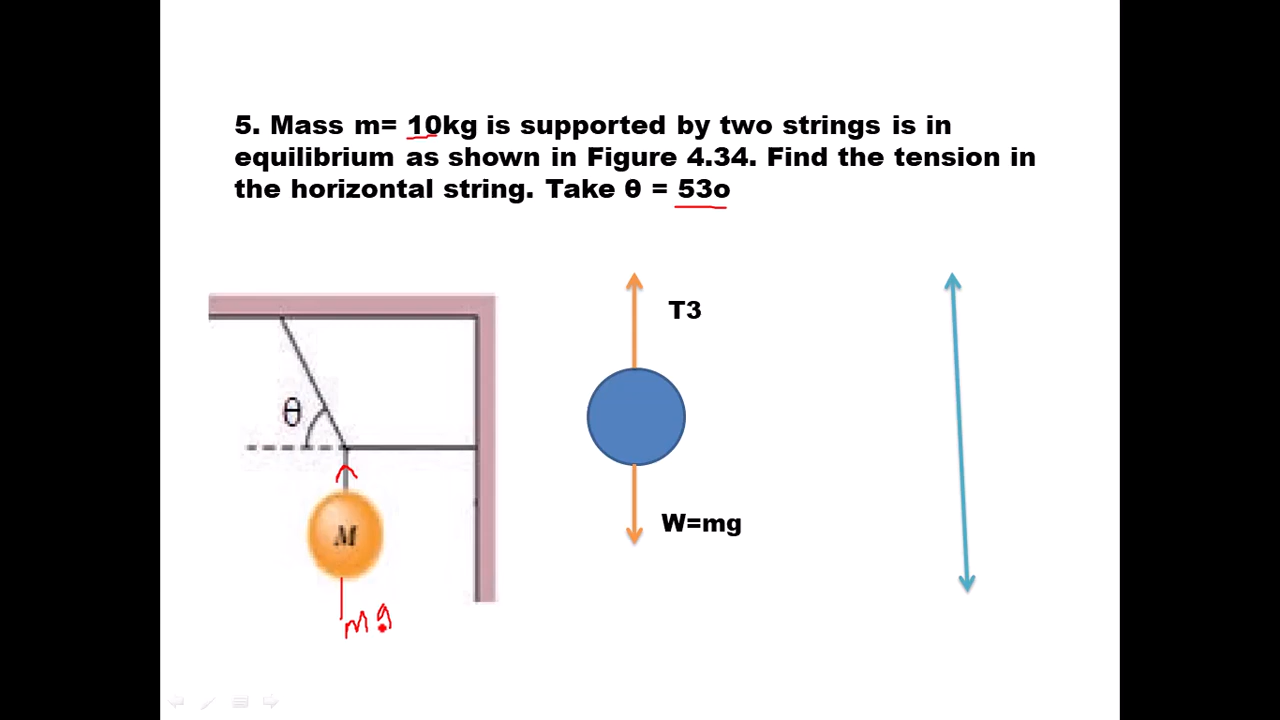 5. Mass m= 10kg is supported by two strings is in
equilibrium as shown in Figure 4.34. Find the tension in
the horizontal string. Take θ = 53o
T3
θ
W=mg
M
mg